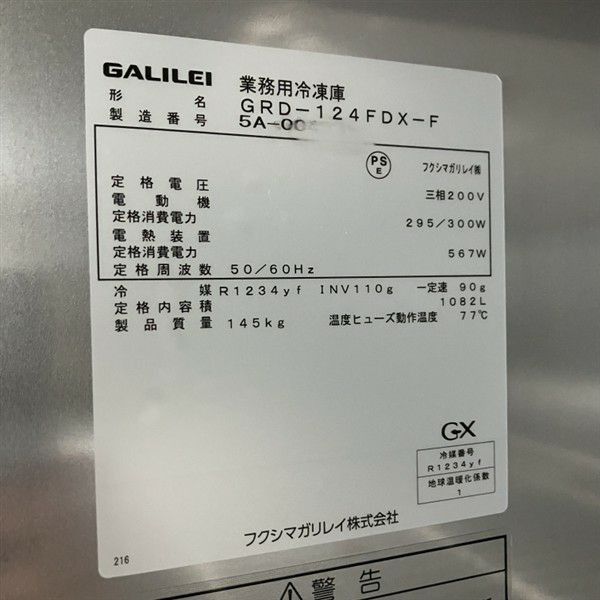 GALILEI 業務用冷凍庫
形名 GRD-124FDX-F
製造番号 5A-00
PS E フクシマガリレイ㈱
定格電圧 三相200V
電動機
定格消費電力 295/300W
電熱装置
定格消費電力 567W
定格周波数 50/60Hz
冷媒 R1234yf INV110g 一定速 90g
定格内容積 1082L
製品質量 145kg 温度ヒューズ動作温度 77℃
GX
冷媒番号
R1234yf
地球温暖化係数
1
フクシマガリレイ株式会社
216
警告